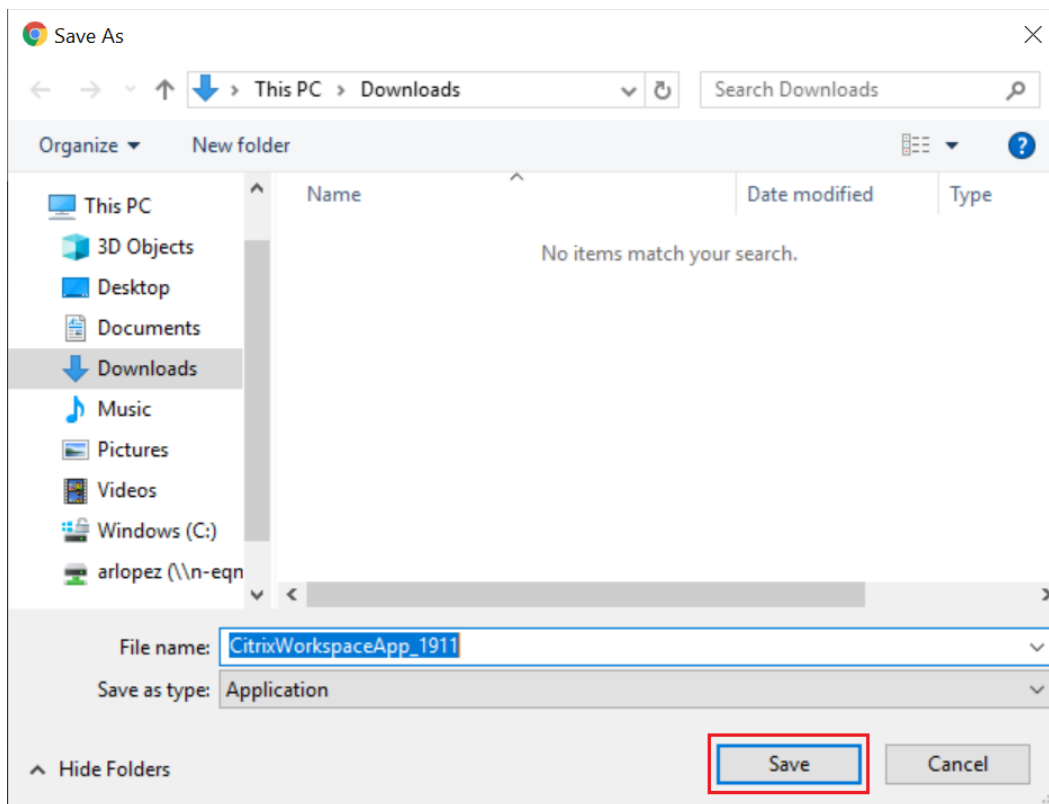 Save As
This PC > Downloads
Search Downloads
Organize
New folder
?
Name
Date modified
Type
This PC
3D Objects
No items match your search.
Desktop
Documents
Downloads
Music
Pictures
Videos
Windows (C:)
arlopez (\\n-eqn
File name: CitrixWorkspaceApp_1911
Save as type: Application
Hide Folders
Save
Cancel